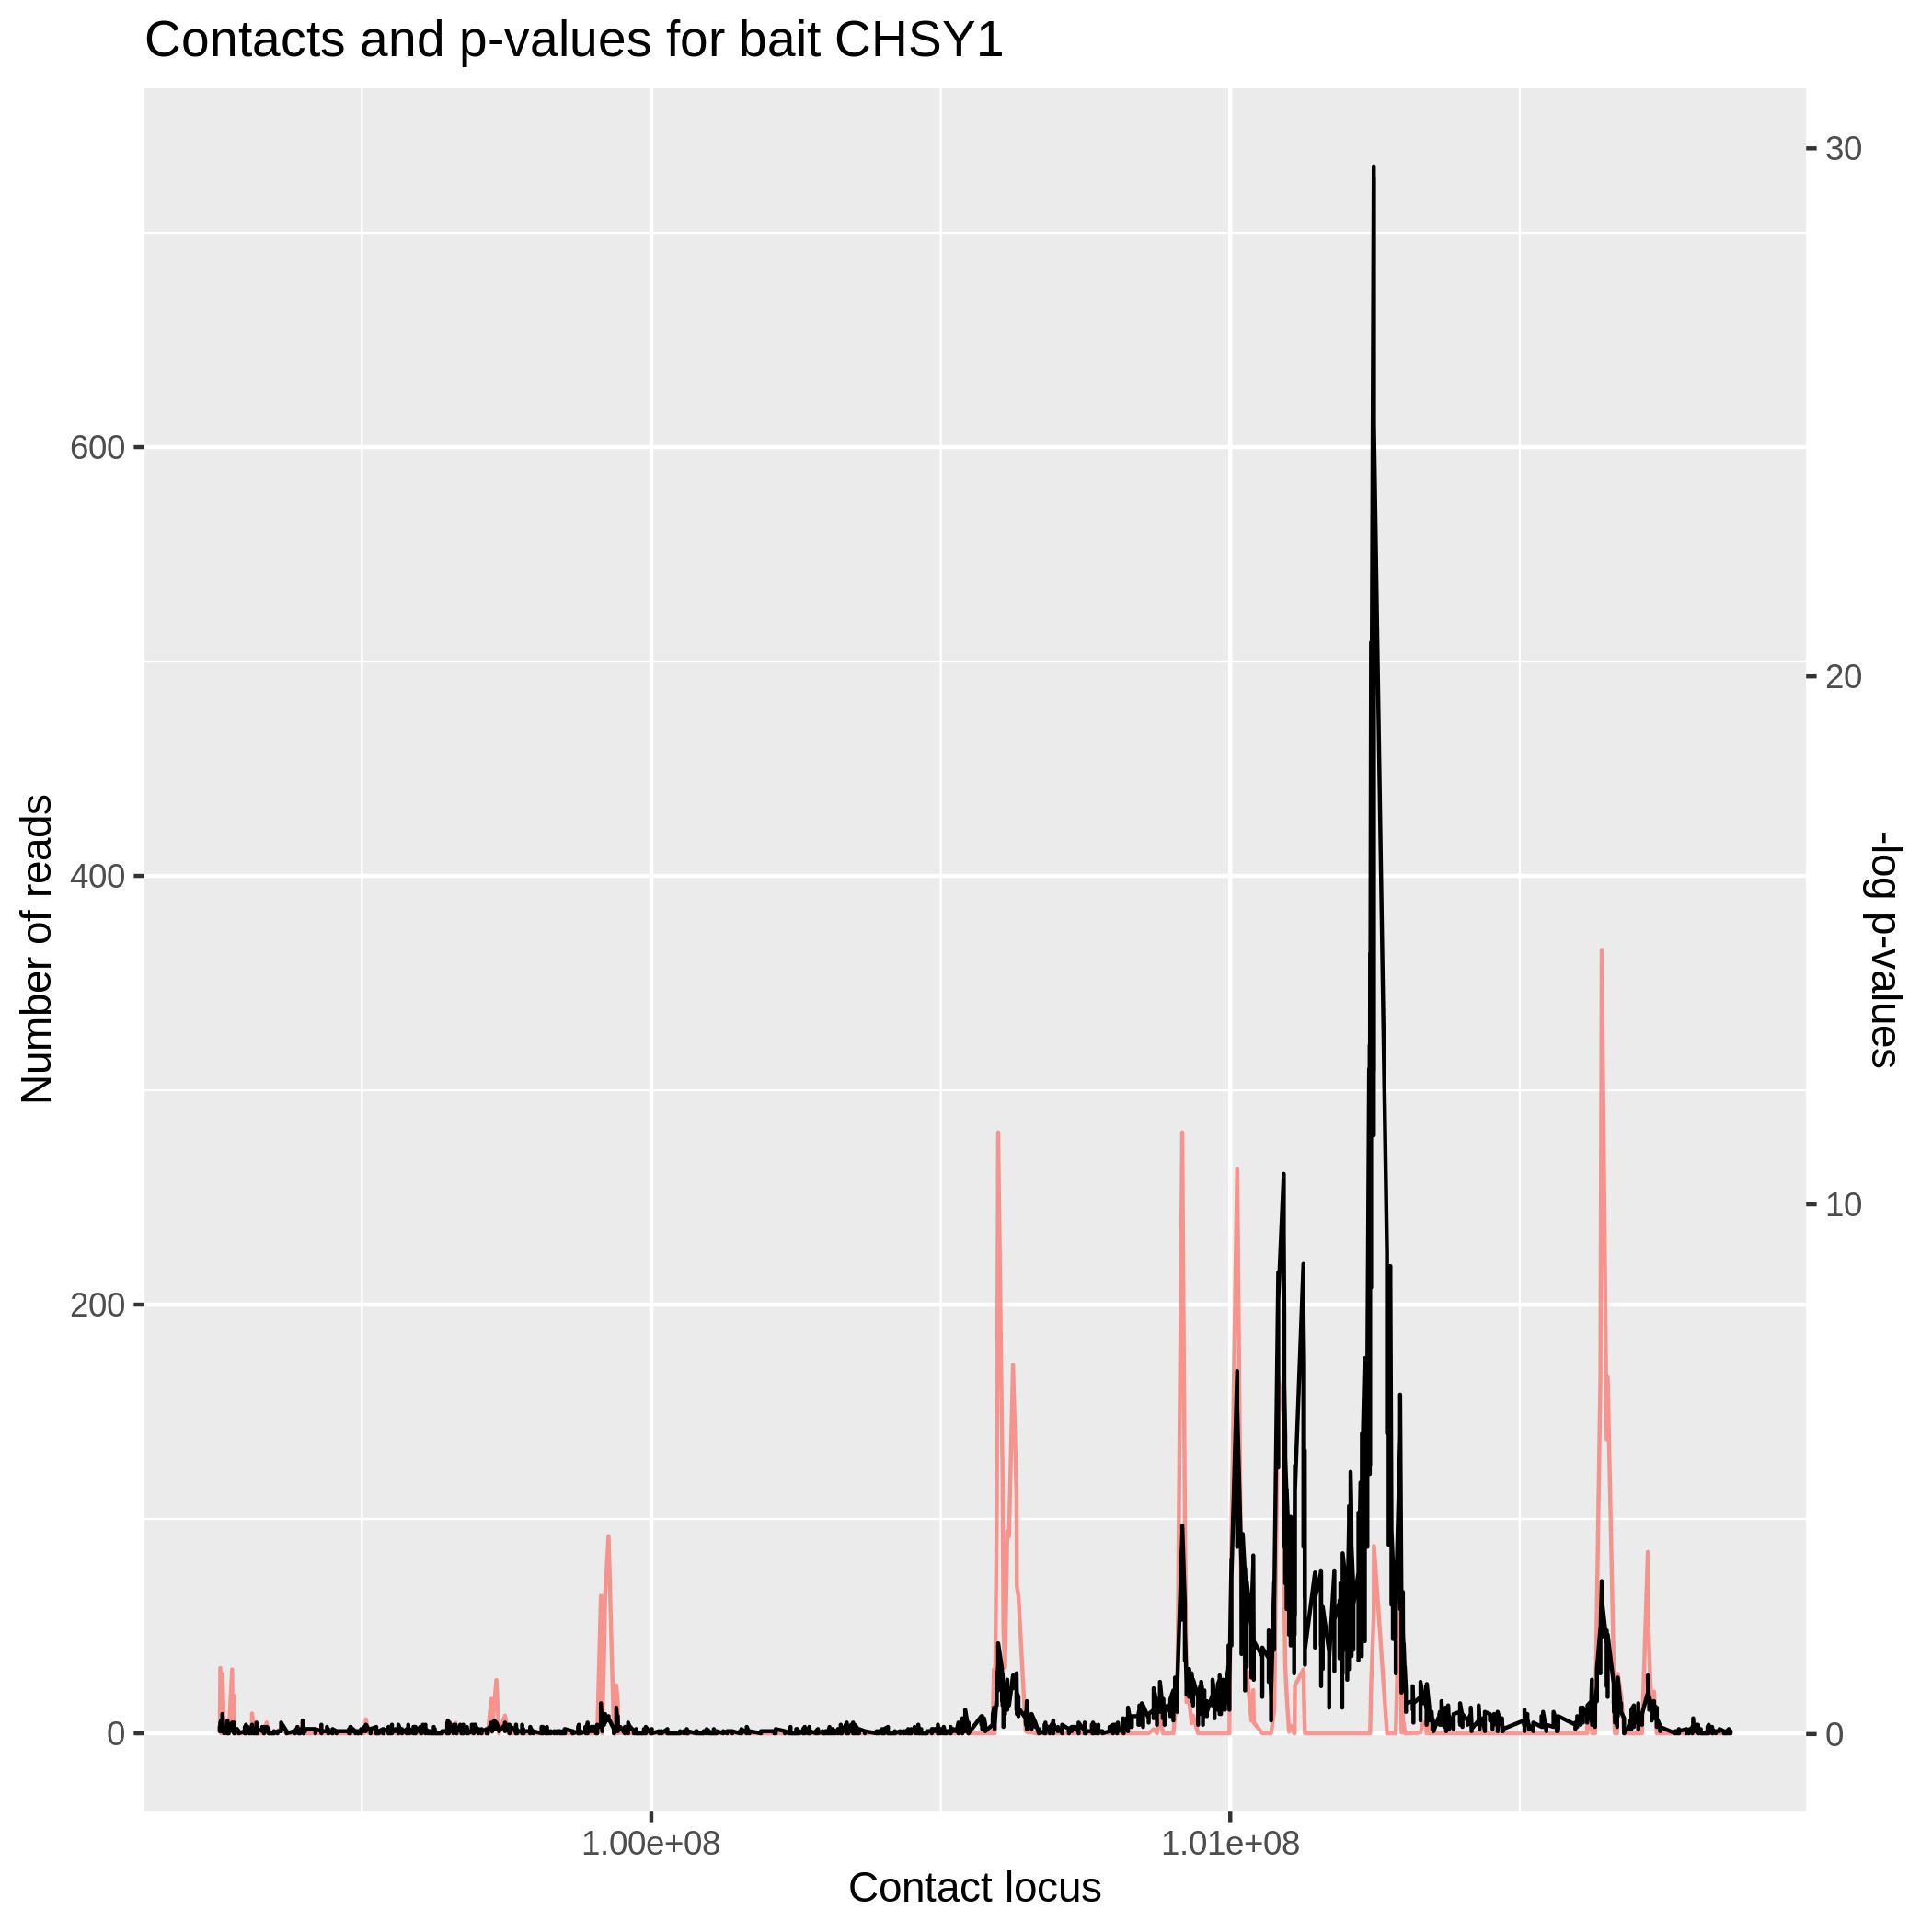 Contacts and p-values for bait CHSY1
Number of reads
600
400
200
0
30
20
10
0
-log p-values
1.00e+08
1.01e+08
Contact locus